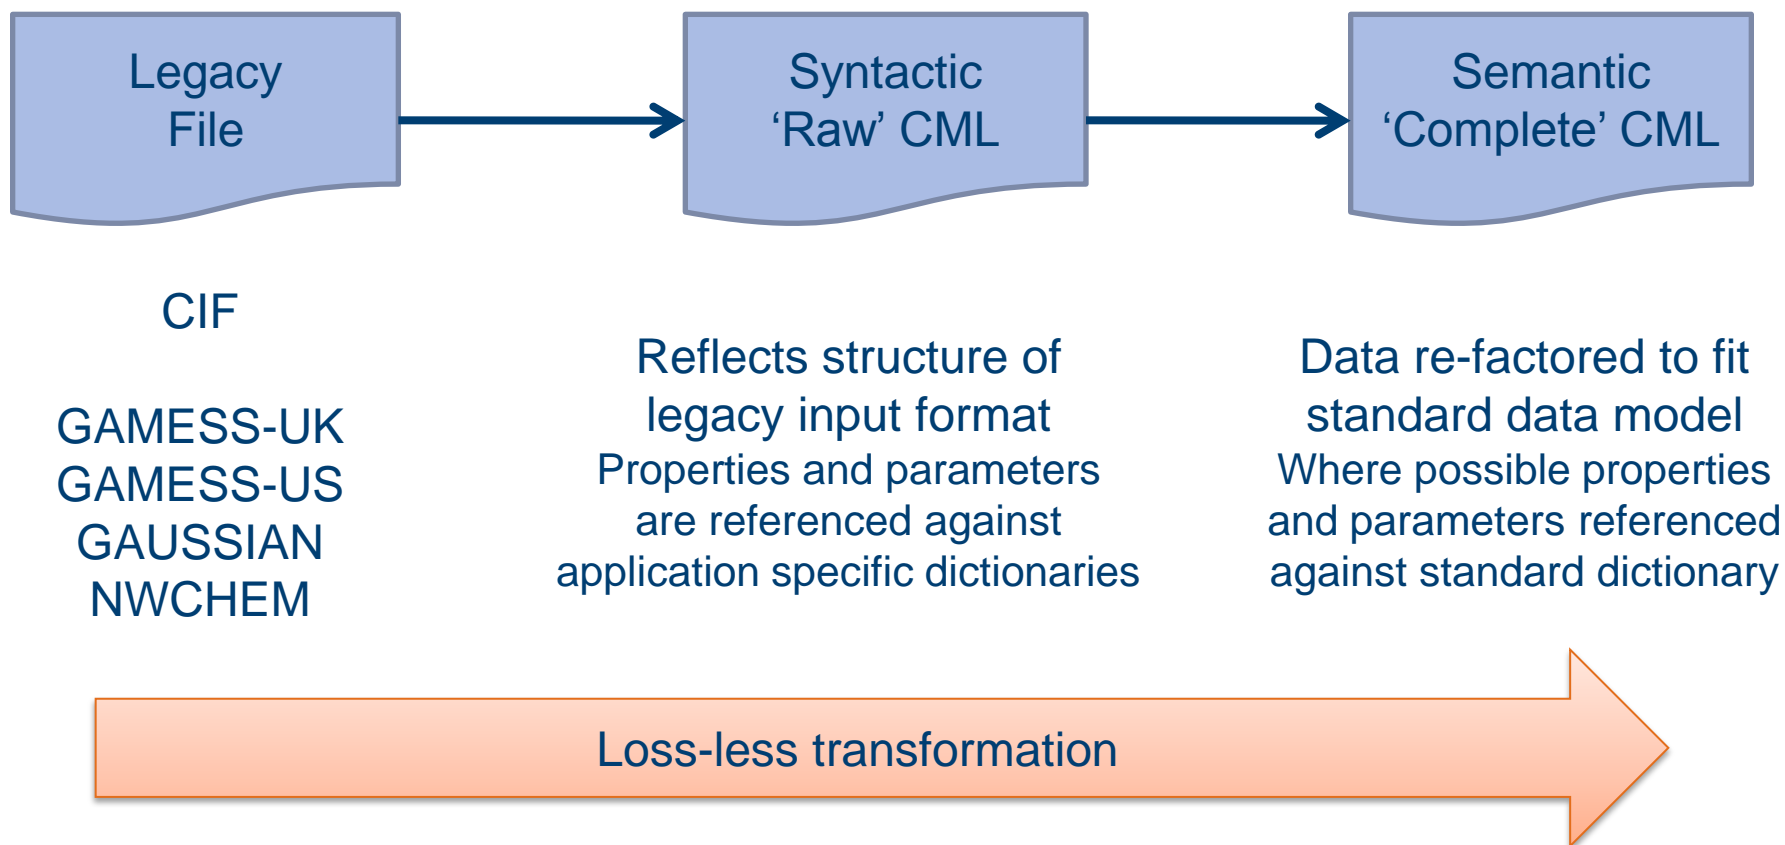 Legacy
File
Syntactic
‘Raw’ CML
Semantic
‘Complete’ CML
CIF
GAMESS-UK
GAMESS-US
GAUSSIAN
NWCHEM
Reflects structure of
legacy input format
Properties and parameters
are referenced against
application specific dictionaries
Data re-factored to fit
standard data model
Where possible properties
and parameters referenced
against standard dictionary
Loss-less transformation